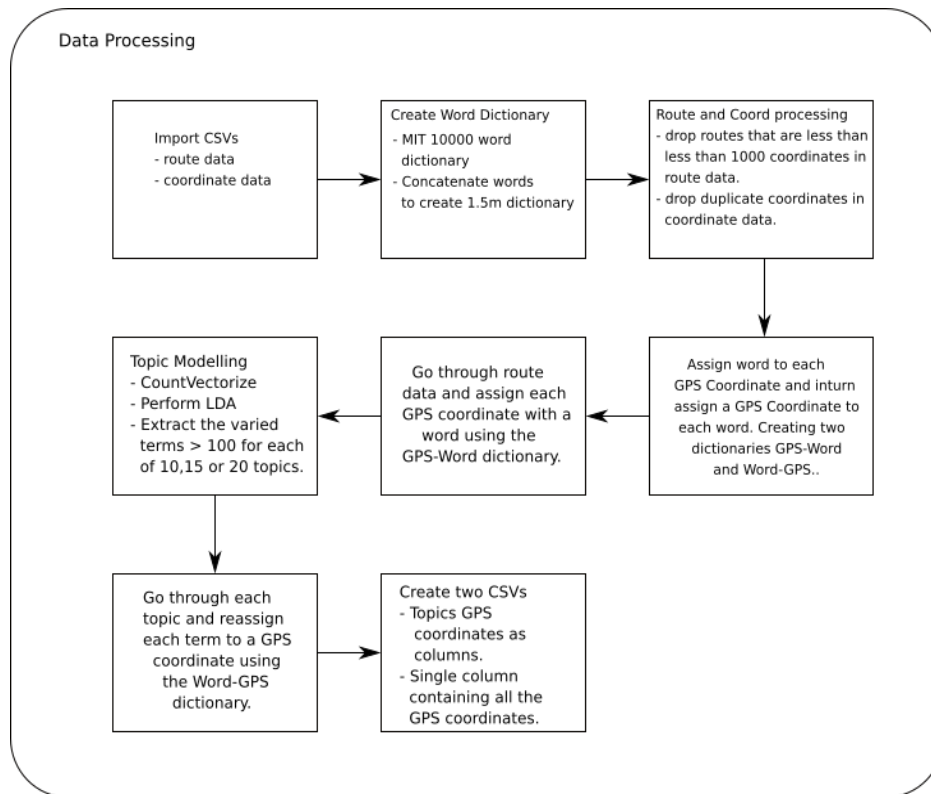 Data Processing
Import CSVs
- route data
- coordinate data
Create Word Dictionary
- MIT 10000 word
dictionary
- Concatenate words
to create 1.5m dictionary
Route and Coord processing
- drop routes that are less than
less than 1000 coordinates in
route data.
- drop duplicate coordinates in
coordinate data.
Assign word to each
GPS Coordinate and inturn
assign a GPS Coordinate to
each word. Creating two
dictionaries GPS-Word
and Word-GPS..
Go through route
data and assign each
GPS coordinate with a
word using the
GPS-Word dictionary.
Topic Modelling
- CountVectorize
- Perform LDA
- Extract the varied
terms > 100 for each
of 10,15 or 20 topics.
Go through each
topic and reassign
each term to a GPS
coordinate using
the Word-GPS
dictionary.
Create two CSVs
- Topics GPS
coordinates as
columns.
- Single column
containing all the
GPS coordinates.